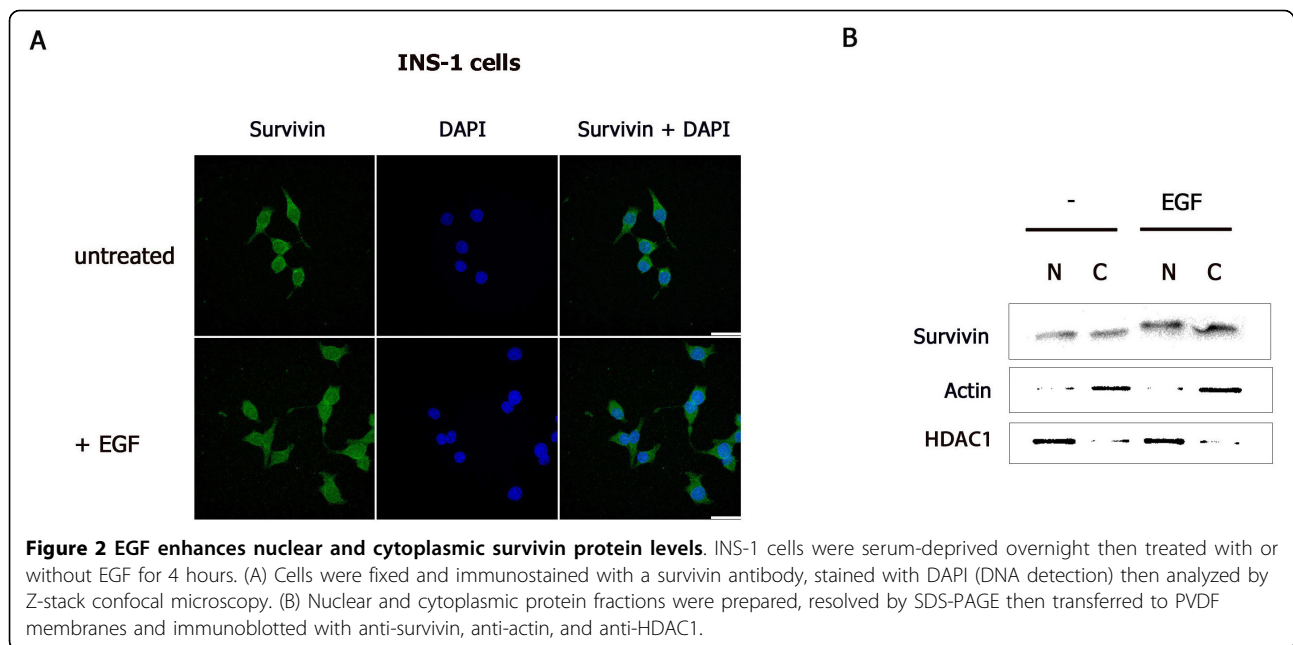 A
INS-1 cells
Survivin DAPI Survivin + DAPI
untreated
+ EGF
B
- EGF
N C N C
Survivin
Actin
HDAC1
Figure 2 EGF enhances nuclear and cytoplasmic survivin protein levels. INS-1 cells were serum-deprived overnight then treated with or
without EGF for 4 hours. (A) Cells were fixed and immunostained with a survivin antibody, stained with DAPI (DNA detection) then analyzed by
Z-stack confocal microscopy. (B) Nuclear and cytoplasmic protein fractions were prepared, resolved by SDS-PAGE then transferred to PVDF
membranes and immunoblotted with anti-survivin, anti-actin, and anti-HDAC1.